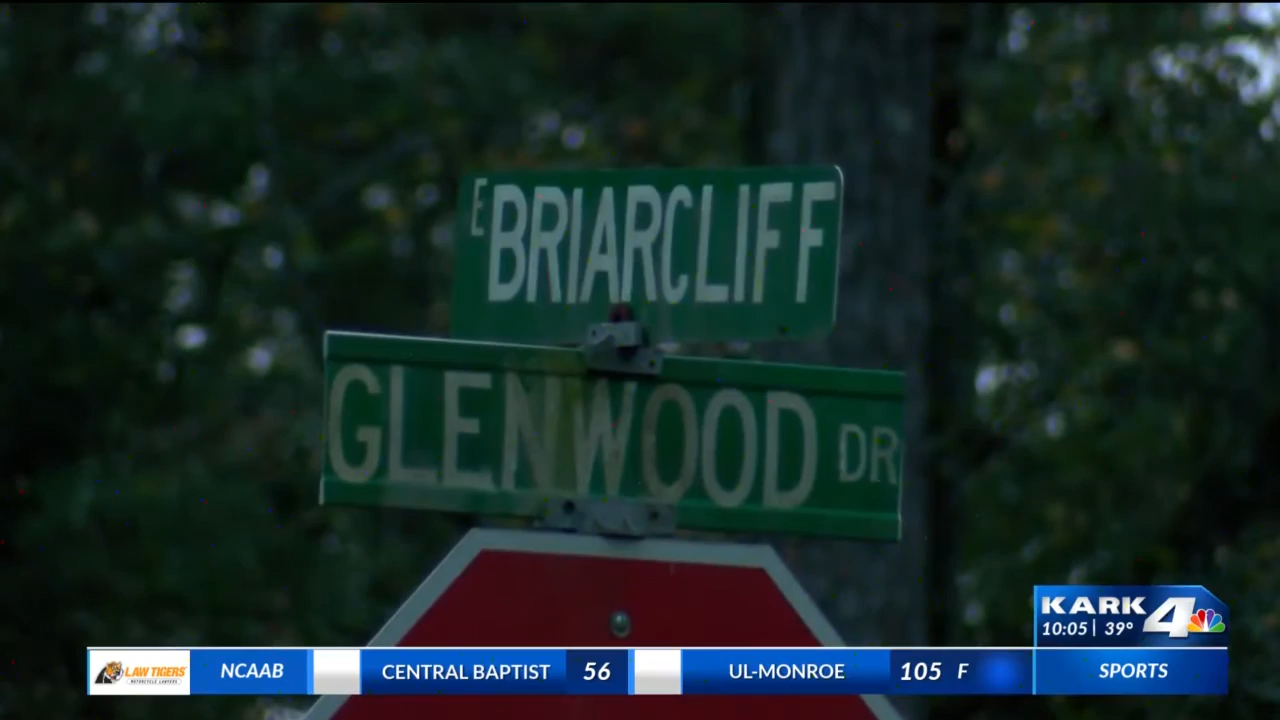 E BRIARCLIFF
GLENWOOD DR
KARK 4
10:05 | 39°
LAW TIGERS
NCAAB
CENTRAL BAPTIST 56
UL-MONROE 105 F
SPORTS